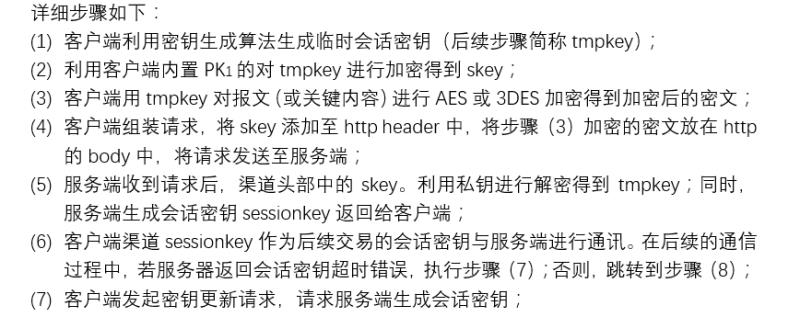 详细步骤如下：
(1) 客户端利用密钥生成算法生成临时会话密钥（后续步骤简称 tmpkey）；
(2) 利用客户端内置 PK₁ 的对 tmpkey 进行加密得到 skey；
(3) 客户端用 tmpkey 对报文（或关键内容）进行 AES 或 3DES 加密得到加密后的密文；
(4) 客户端组装请求，将 skey 添加至 http header 中，将步骤（3）加密的密文放在 http
的 body 中，将请求发送至服务端；
(5) 服务端收到请求后，渠道头部中的 skey。利用私钥进行解密得到 tmpkey；同时，
服务端生成会话密钥 sessionkey 返回给客户端；
(6) 客户端渠道 sessionkey 作为后续交易的会话密钥与服务端进行通讯。在后续的通信
过程中，若服务器返回会话密钥超时错误，执行步骤（7）；否则，跳转到步骤（8）；
(7) 客户端发起密钥更新请求，请求服务端生成会话密钥；